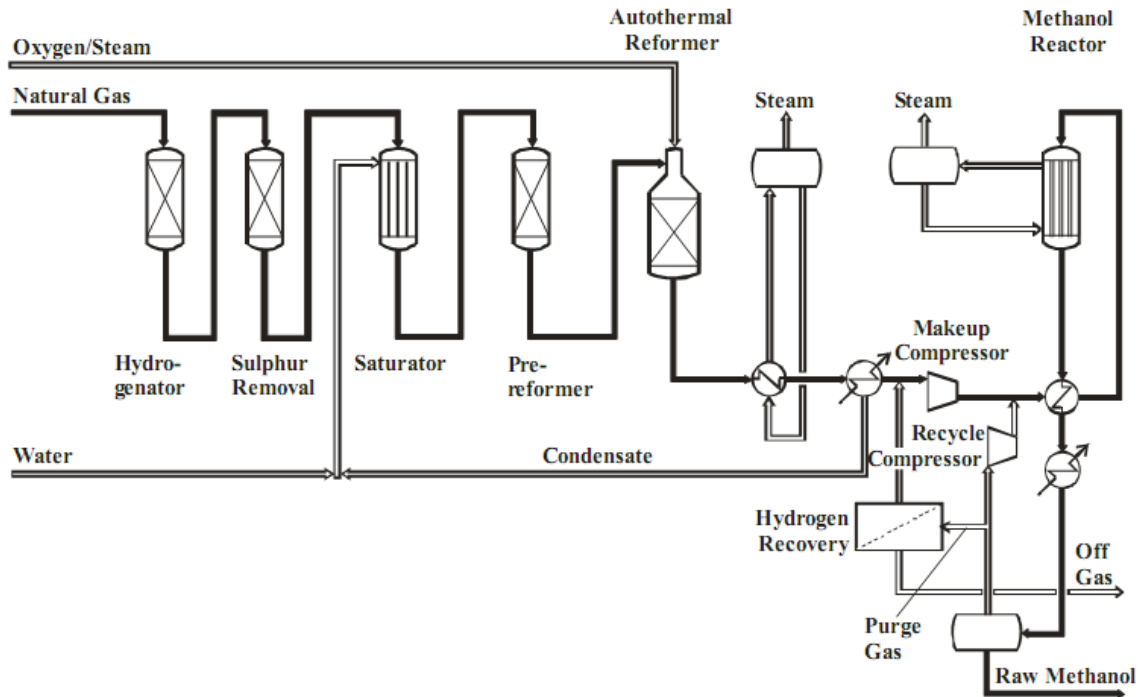 Autothermal
Reformer
Methanol
Reactor
Oxygen/Steam
Natural Gas
Steam
Steam
Hydro-
genator
Sulphur
Removal
Saturator
Pre-
reformer
Makeup
Compressor
Recycle
Compressor
Water
Condensate
Hydrogen
Recovery
Off
Gas
Purge
Gas
Raw Methanol